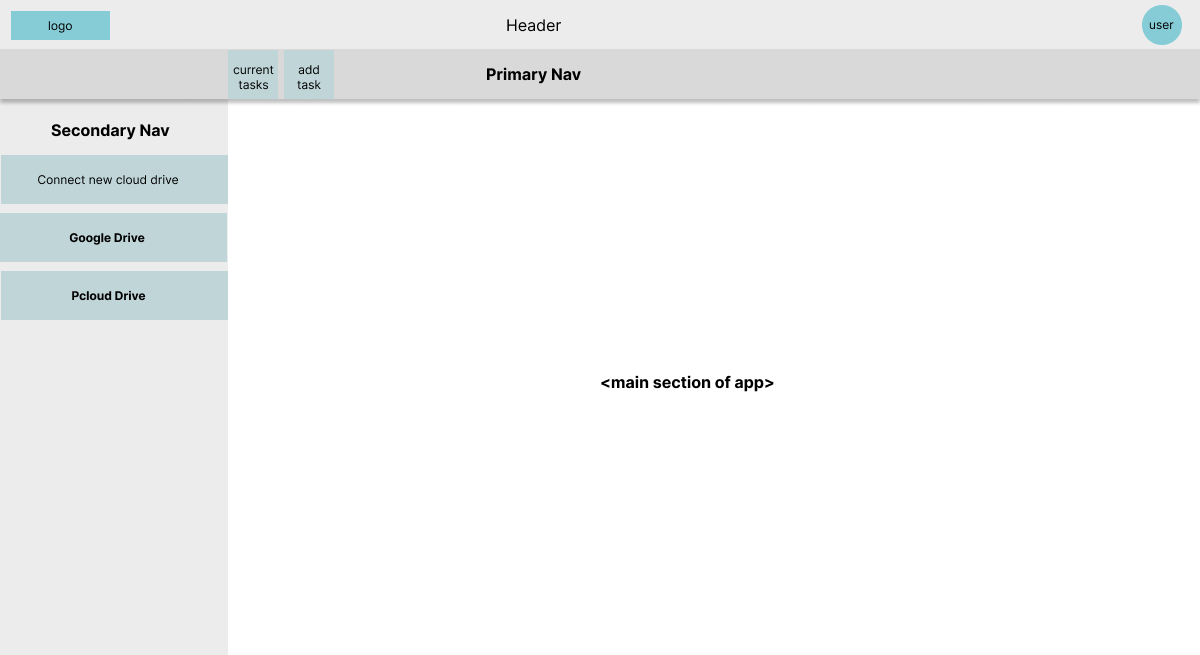 logo
Header
user
current
tasks
add
task
Primary Nav
Secondary Nav
Connect new cloud drive
Google Drive
Pcloud Drive
<main section of app>